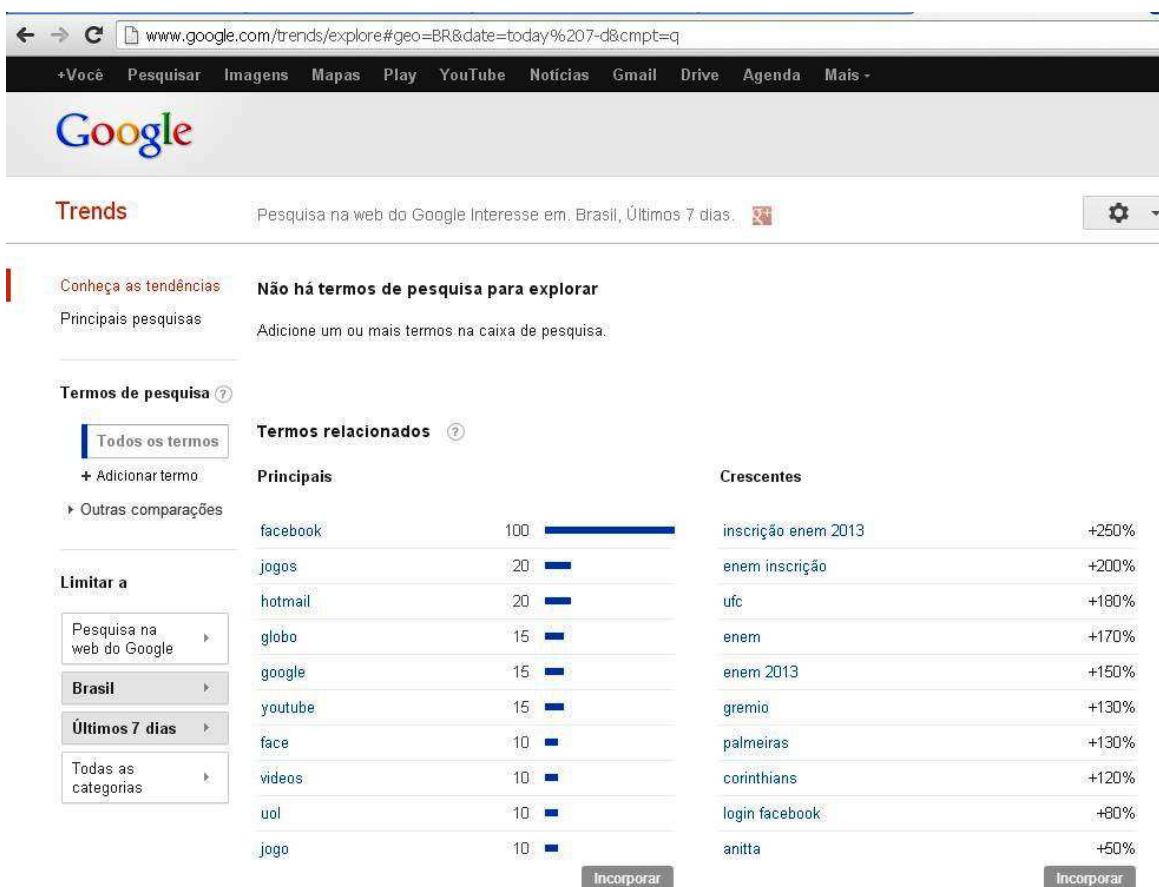 www.google.com/trends/explore#geo=BR&date=today%207-d&cmpt=q
+Você Pesquisar Imagens Mapas Play YouTube Notícias Gmail Drive Agenda Mais
Google
Trends
Pesquisa na web do Google Interesse em. Brasil, Últimos 7 dias.
Conheça as tendências
Principais pesquisas
Termos de pesquisa ?
Todos os termos
+ Adicionar termo
Outras comparações
Limitar a
Pesquisa na
web do Google
Brasil
Últimos 7 dias
Todas as
categorias
Não há termos de pesquisa para explorar
Adicione um ou mais termos na caixa de pesquisa.
Termos relacionados ?
Principais
facebook 100
jogos 20
hotmail 20
globo 15
google 15
youtube 15
face 10
videos 10
uol 10
jogo 10
Incorporar
Crescentes
inscrição enem 2013 +250%
enem inscrição +200%
ufc +180%
enem +170%
enem 2013 +150%
gremio +130%
palmeiras +130%
corinthians +120%
login facebook +80%
anitta +50%
Incorporar